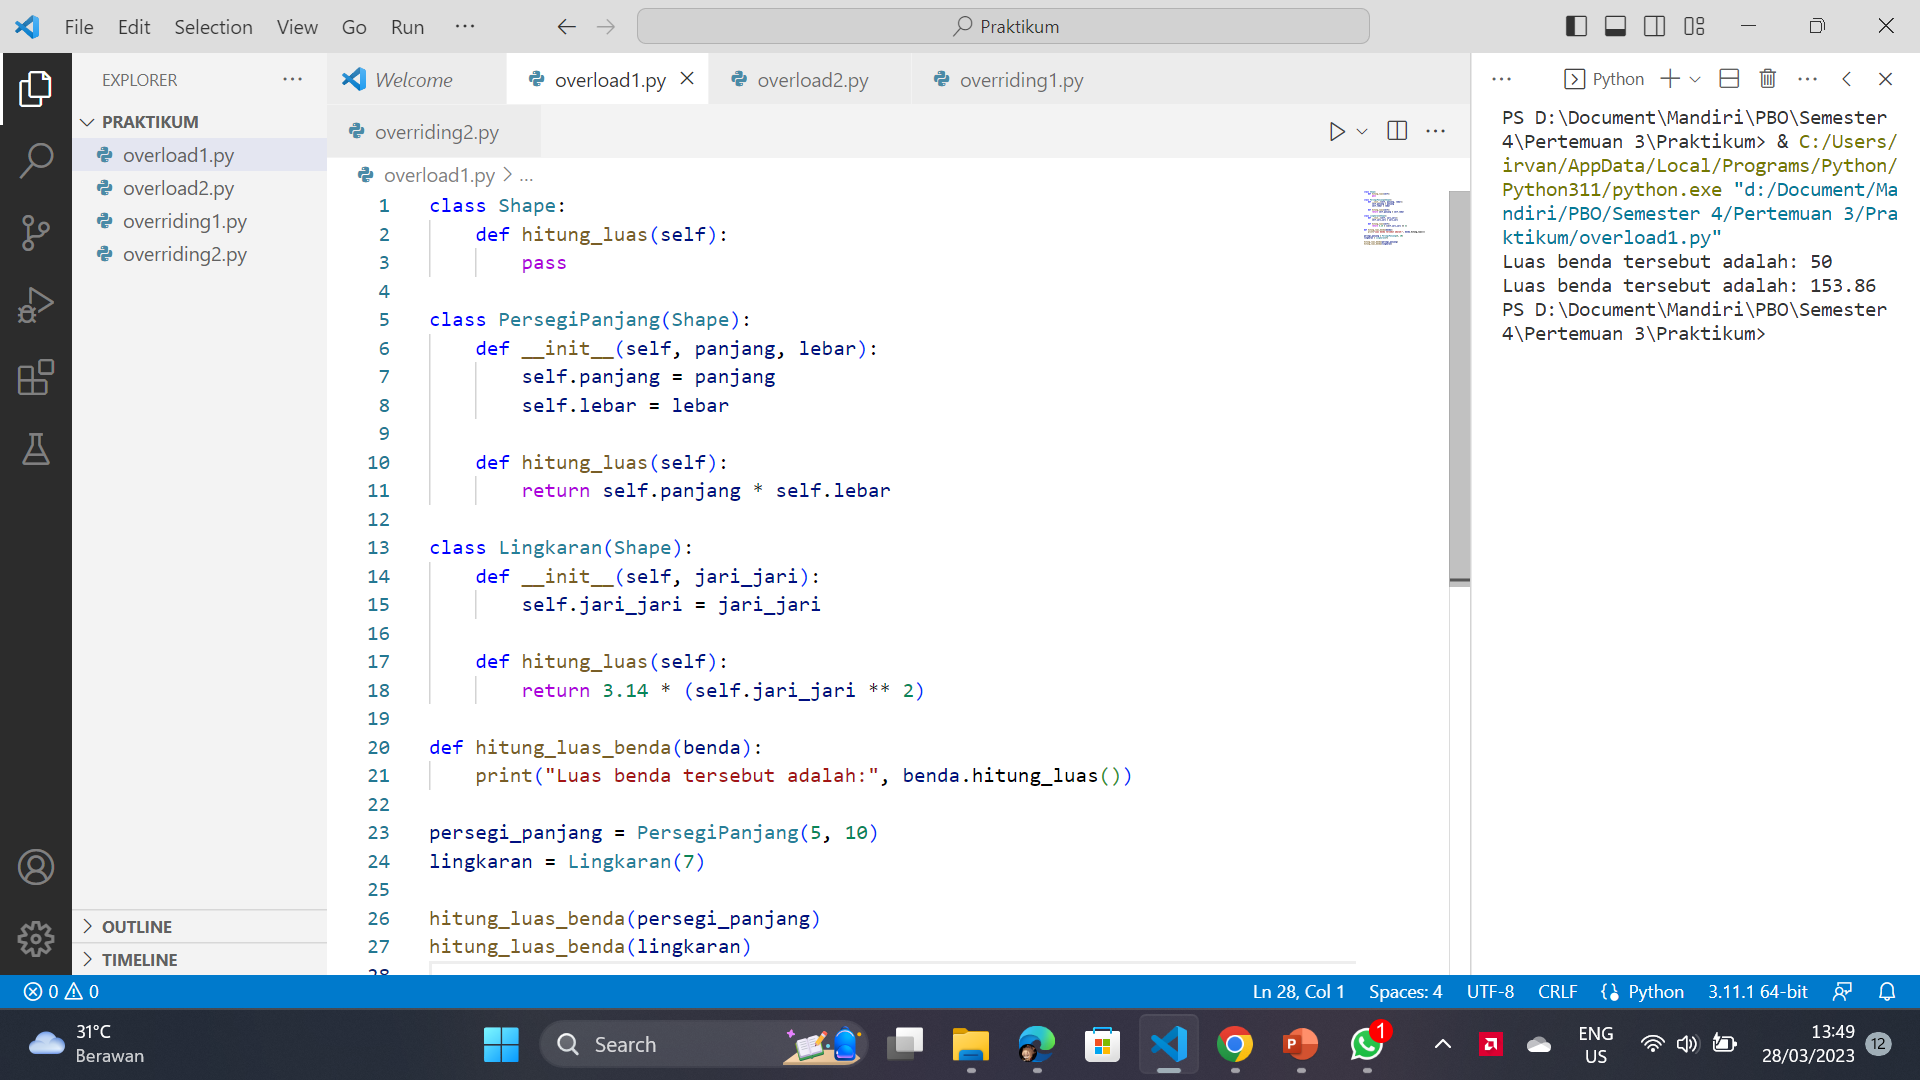 File Edit Selection View Go Run ...
Praktikum
EXPLORER ...
PRAKTIKUM
overload1.py
overload2.py
overriding1.py
overriding2.py
OUTLINE
TIMELINE
Welcome overload1.py overload2.py overriding1.py
overriding2.py
overload1.py > ...
1 class Shape:
2     def hitung_luas(self):
3         pass
4
5 class PersegiPanjang(Shape):
6     def __init__(self, panjang, lebar):
7         self.panjang = panjang
8         self.lebar = lebar
9
10     def hitung_luas(self):
11         return self.panjang * self.lebar
12
13 class Lingkaran(Shape):
14     def __init__(self, jari_jari):
15         self.jari_jari = jari_jari
16
17     def hitung_luas(self):
18         return 3.14 * (self.jari_jari ** 2)
19
20 def hitung_luas_benda(benda):
21     print("Luas benda tersebut adalah:", benda.hitung_luas())
22
23 persegi_panjang = PersegiPanjang(5, 10)
24 lingkaran = Lingkaran(7)
25
26 hitung_luas_benda(persegi_panjang)
27 hitung_luas_benda(lingkaran)
28
Python
PS D:\Document\Mandiri\PBO\Semester
4\Pertemuan 3\Praktikum> & C:/Users/
irvan/AppData/Local/Programs/Python/
Python311/python.exe "d:/Document/Ma
ndiri/PBO/Semester 4/Pertemuan 3/Pra
ktikum/overload1.py"
Luas benda tersebut adalah: 50
Luas benda tersebut adalah: 153.86
PS D:\Document\Mandiri\PBO\Semester
4\Pertemuan 3\Praktikum>
0 0 Ln 28, Col 1 Spaces: 4 UTF-8 CRLF Python 3.11.1 64-bit
31°C
Berawan
Search
1
ENG
US
13:49
28/03/2023
12